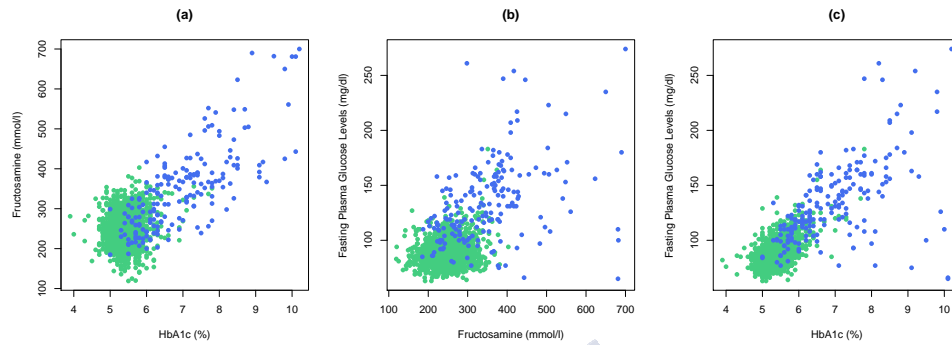 (a)
Fructosamine (mmol/l)
700
600
500
400
300
200
100
4 5 6 7 8 9 10
HbA1c (%)
(b)
Fasting Plasma Glucose Levels (mg/dl)
250
200
150
100
100 200 300 400 500 600 700
Fructosamine (mmol/l)
(c)
Fasting Plasma Glucose Levels (mg/dl)
250
200
150
100
4 5 6 7 8 9 10
HbA1c (%)